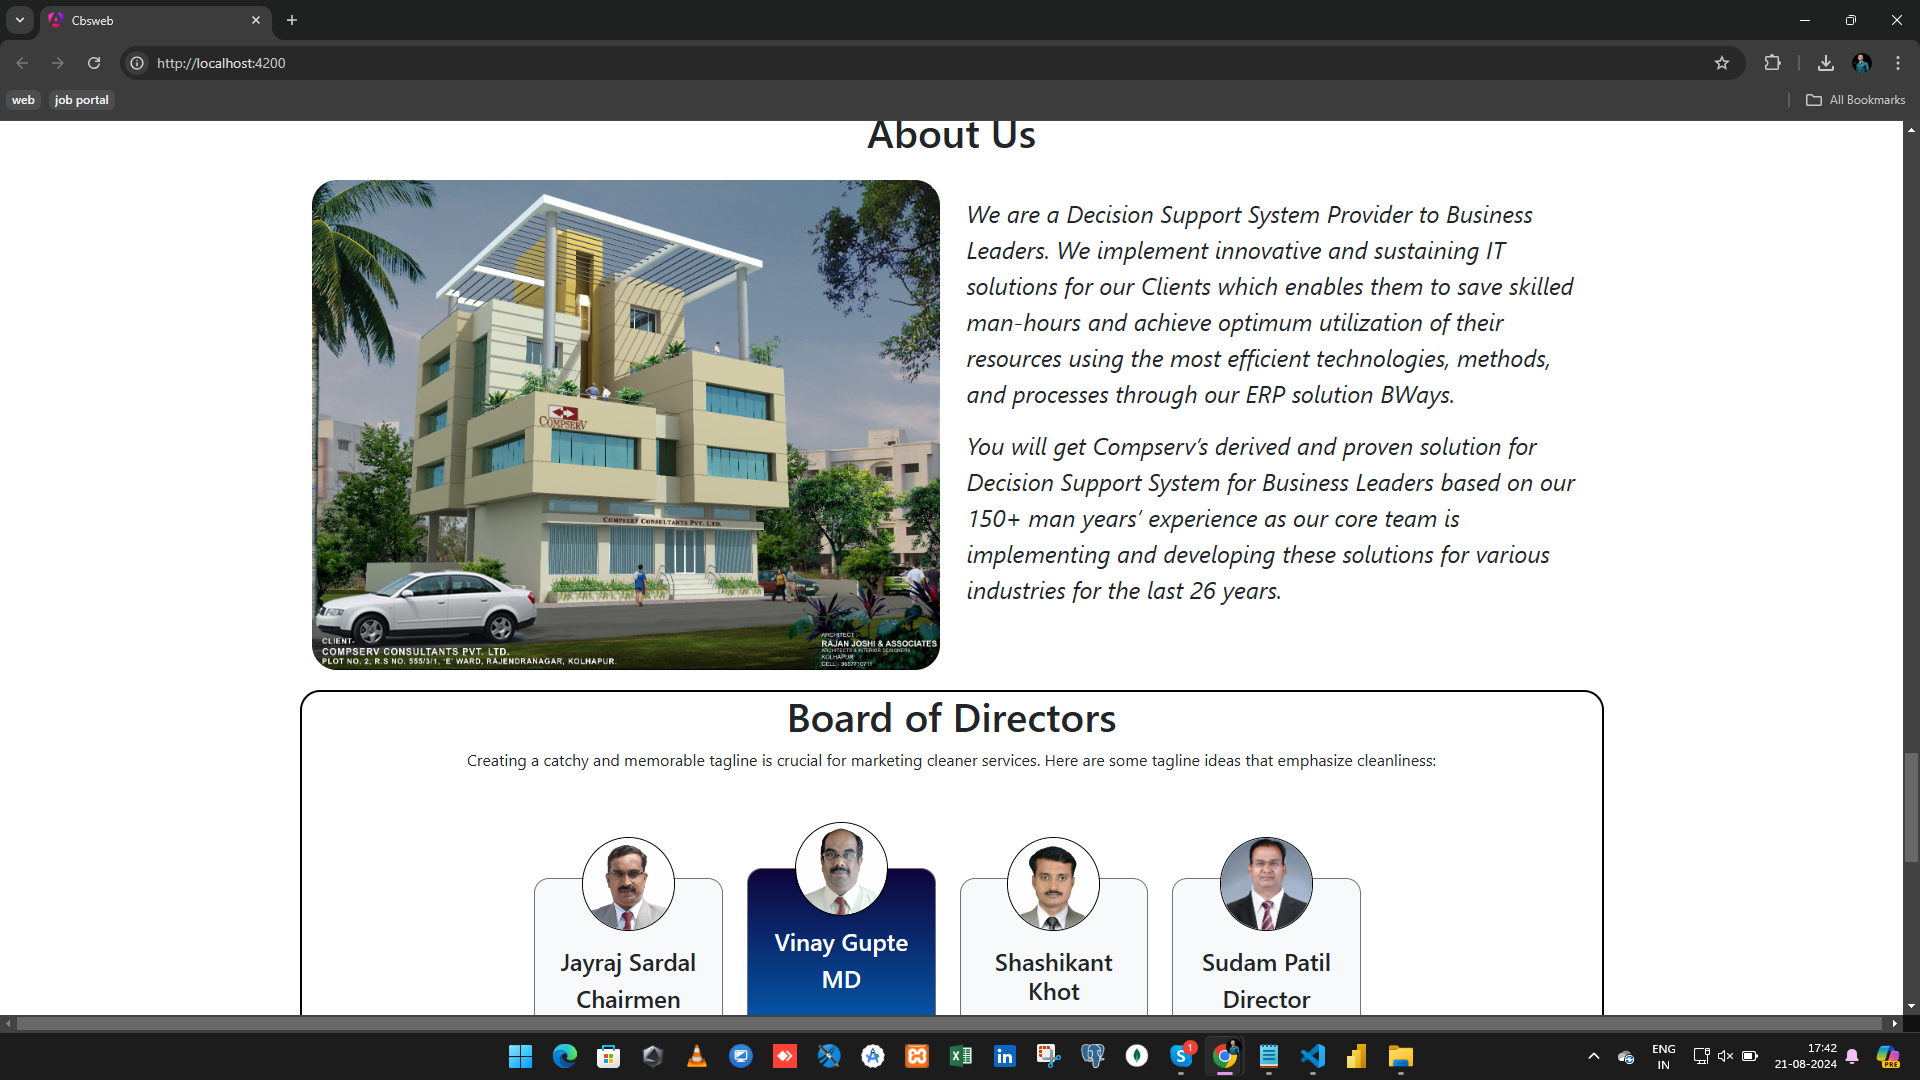 Cbsweb
http://localhost:4200
web
job portal
All Bookmarks
About Us
We are a Decision Support System Provider to Business
Leaders. We implement innovative and sustaining IT
solutions for our Clients which enables them to save skilled
man-hours and achieve optimum utilization of their
resources using the most efficient technologies, methods,
and processes through our ERP solution BWays.
You will get Compserv’s derived and proven solution for
Decision Support System for Business Leaders based on our
150+ man years’ experience as our core team is
implementing and developing these solutions for various
industries for the last 26 years.
COMPSERV
COMPSERV CONSULTANTS PVT. LTD.
CLIENT-
COMPSERV CONSULTANTS PVT. LTD.
PLOT NO. 2, R.S NO. 555/3/1, 'E' WARD, RAJENDRANAGAR, KOLHAPUR.
ARCHITECT :-
RAJAN JOSHI & ASSOCIATES
ARCHITECTS & INTERIOR DESIGNERS
KOLHAPUR
Board of Directors
Creating a catchy and memorable tagline is crucial for marketing cleaner services. Here are some tagline ideas that emphasize cleanliness:
Jayraj Sardal
Chairmen
Vinay Gupte
MD
Shashikant
Khot
Sudam Patil
Director
1
ENG
IN
17:42
21-08-2024
PRE